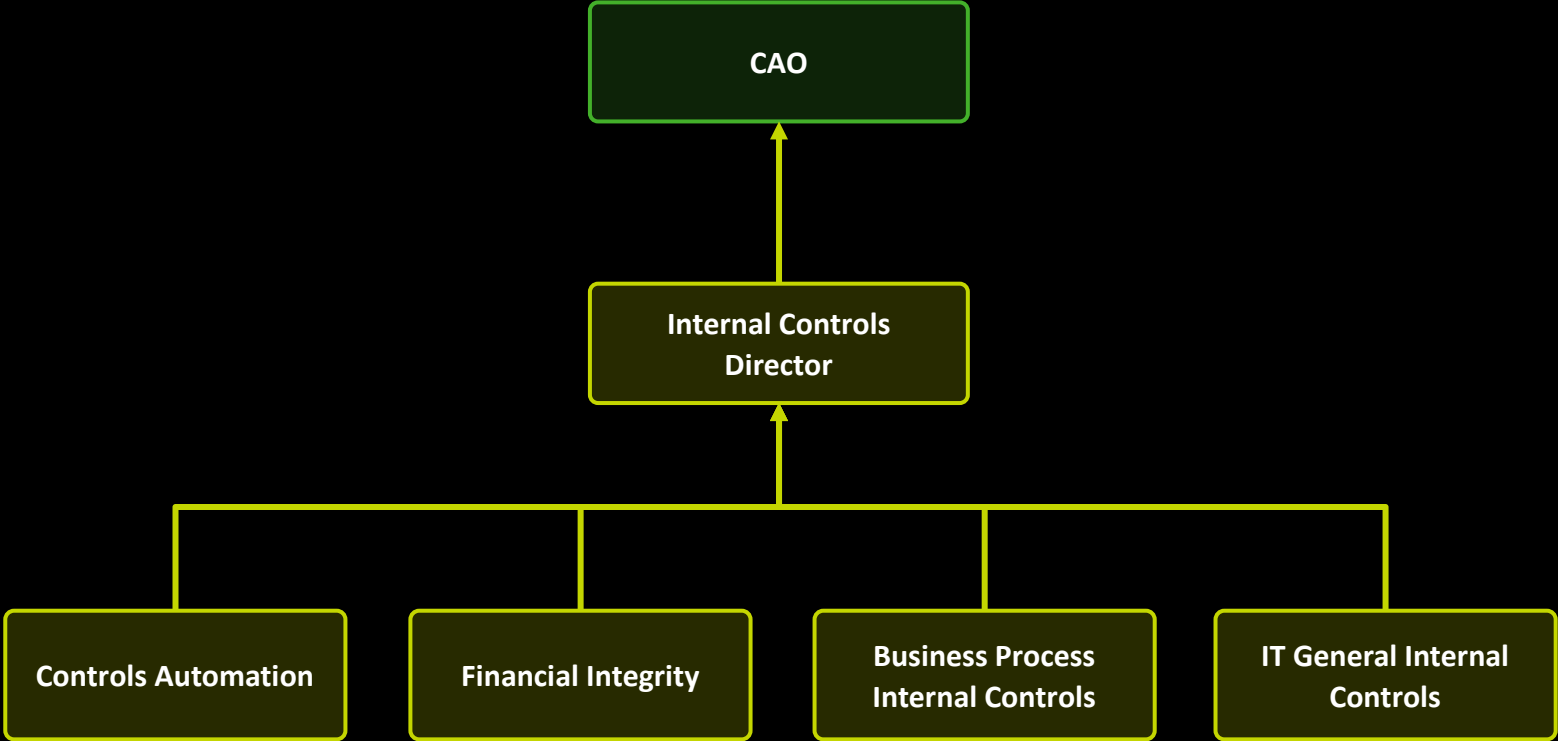 CAO
Internal Controls
Director
Controls Automation
Financial Integrity
Business Process
Internal Controls
IT General Internal
Controls